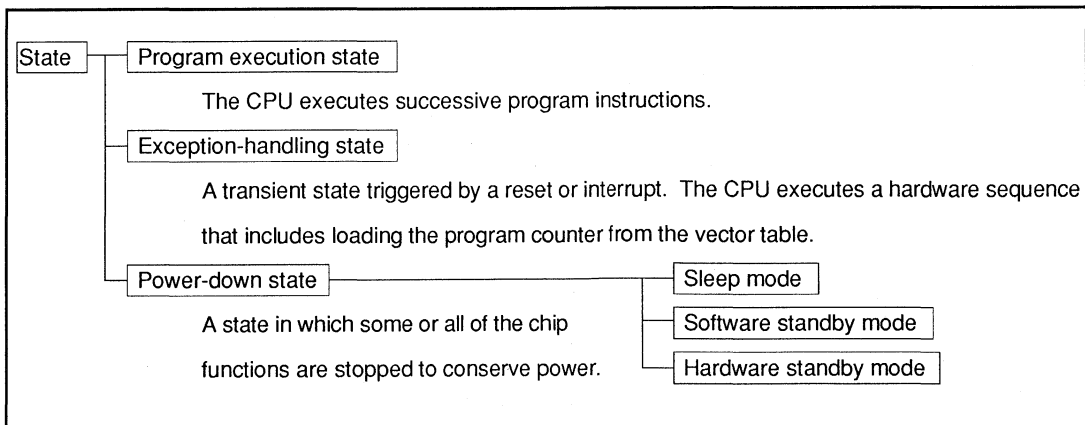 State
Program execution state
The CPU executes successive program instructions.
Exception-handling state
A transient state triggered by a reset or interrupt. The CPU executes a hardware sequence
that includes loading the program counter from the vector table.
Power-down state
Sleep mode
A state in which some or all of the chip
Software standby mode
functions are stopped to conserve power.
Hardware standby mode